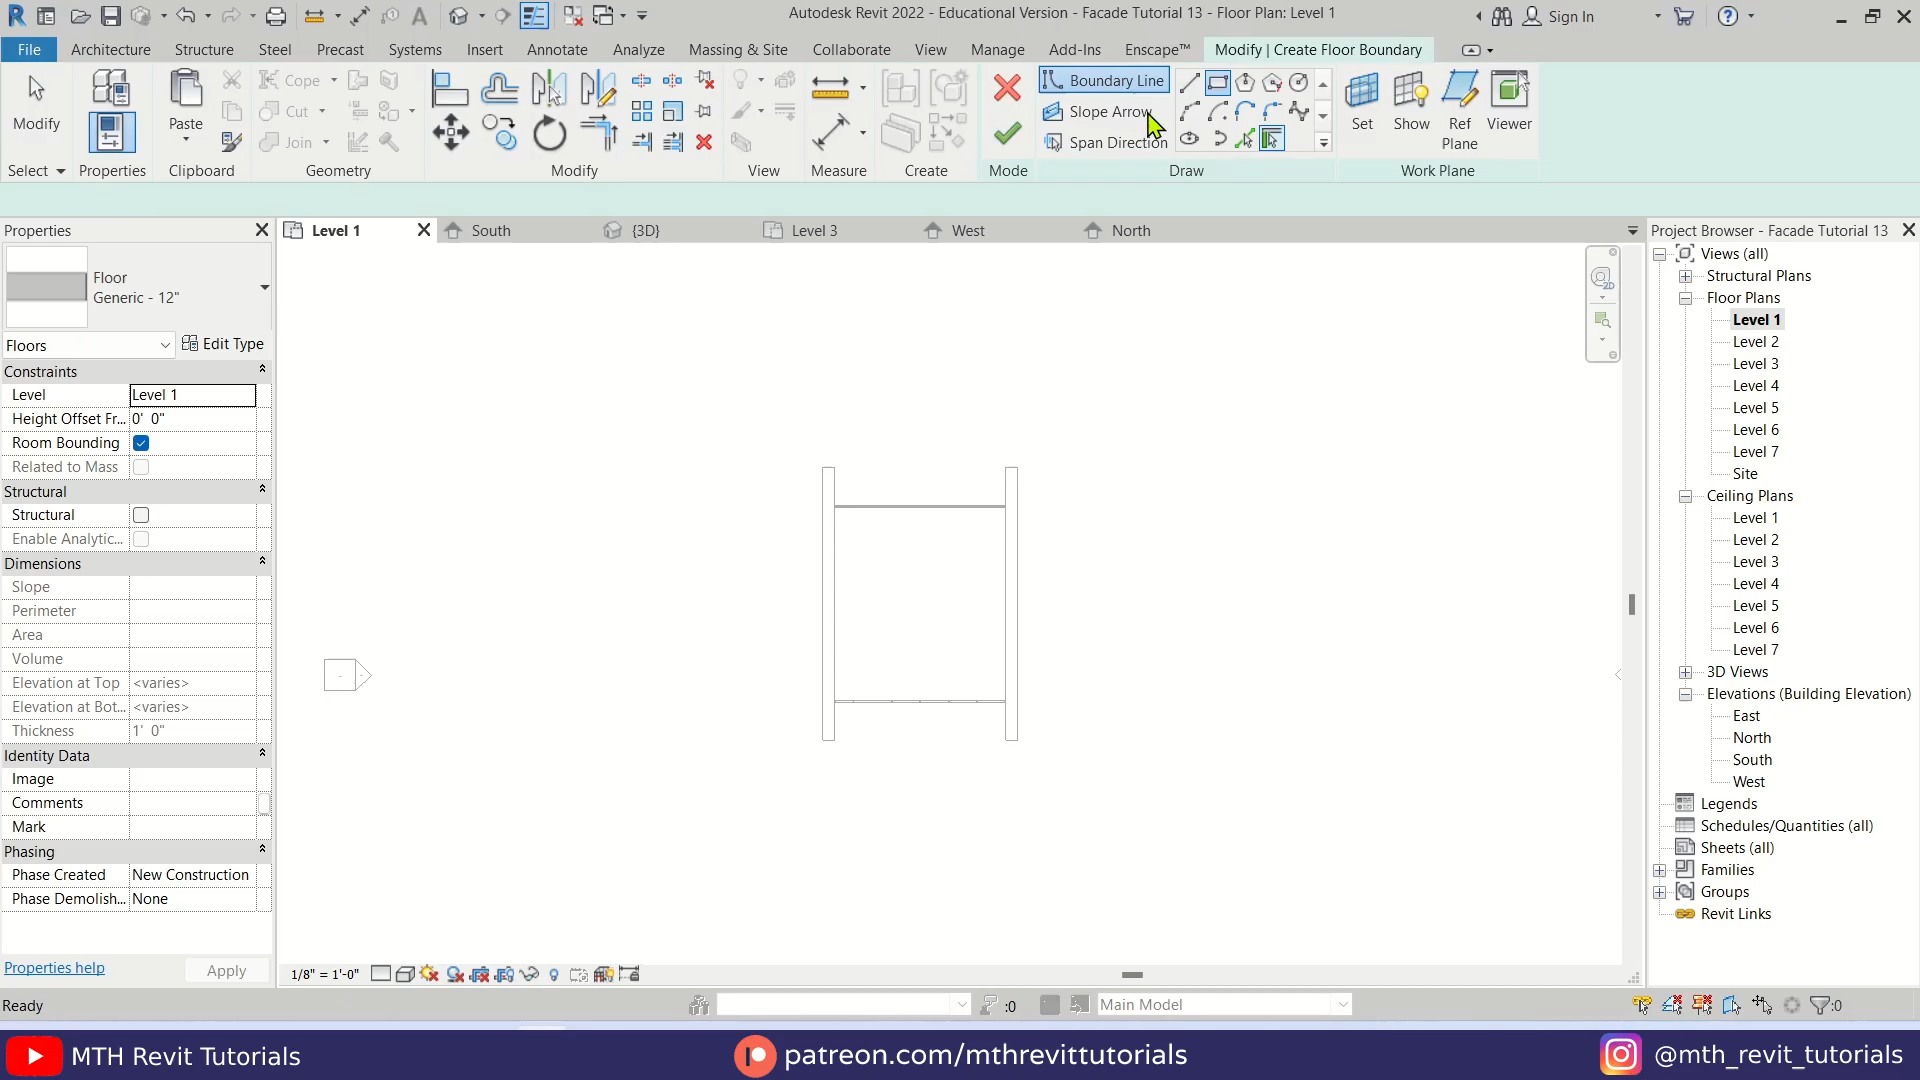 Autodesk Revit 2022 - Educational Version - Facade Tutorial 13 - Floor Plan: Level 1
Sign In
File
Architecture
Structure
Steel
Precast
Systems
Insert
Annotate
Analyze
Massing & Site
Collaborate
View
Manage
Add-Ins
Enscape™
Modify | Create Floor Boundary
Modify
Paste
Cope
Cut
Join
Boundary Line
Slope Arrow
Span Direction
Set
Show
Ref
Plane
Viewer
Select
Properties
Clipboard
Geometry
Modify
View
Measure
Create
Mode
Draw
Work Plane
Properties
Level 1
South
{3D}
Level 3
West
North
Project Browser - Facade Tutorial 13
Floor
Generic - 12"
Floors
Edit Type
Constraints
Level
Level 1
Height Offset Fr...
0' 0"
Room Bounding
Related to Mass
Structural
Structural
Enable Analytic...
Dimensions
Slope
Perimeter
Area
Volume
Elevation at Top
<varies>
Elevation at Bot...
<varies>
Thickness
1' 0"
Identity Data
Image
Comments
Mark
Phasing
Phase Created
New Construction
Phase Demolish...
None
Properties help
Apply
2D
Views (all)
Structural Plans
Floor Plans
Level 1
Level 2
Level 3
Level 4
Level 5
Level 6
Level 7
Site
Ceiling Plans
Level 1
Level 2
Level 3
Level 4
Level 5
Level 6
Level 7
3D Views
Elevations (Building Elevation)
East
North
South
West
Legends
Schedules/Quantities (all)
Sheets (all)
Families
Groups
Revit Links
1/8" = 1'-0"
Ready
:0
Main Model
:0
MTH Revit Tutorials
patreon.com/mthrevittutorials
@mth_revit_tutorials